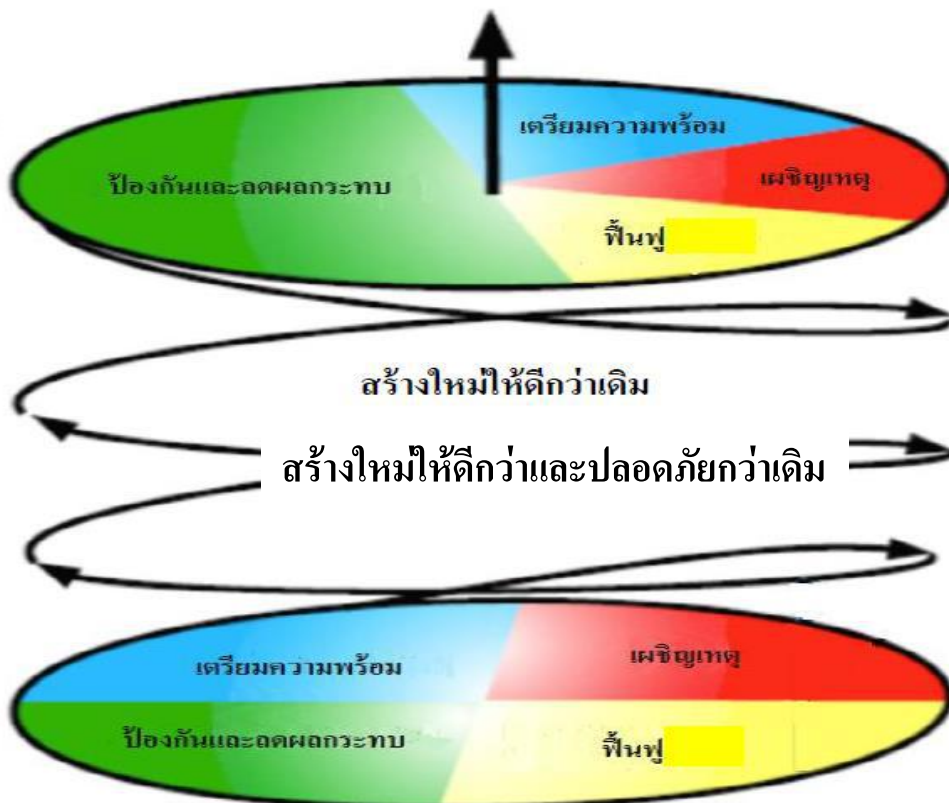 เตรียมความพร้อม
ป้องกันและลดผลกระทบ
เผชิญเหตุ
ฟื้นฟู
สร้างใหม่ให้ดีกว่าเดิม
สร้างใหม่ให้ดีกว่าและปลอดภัยกว่าเดิม
เตรียมความพร้อม
เผชิญเหตุ
ป้องกันและลดผลกระทบ
ฟื้นฟู